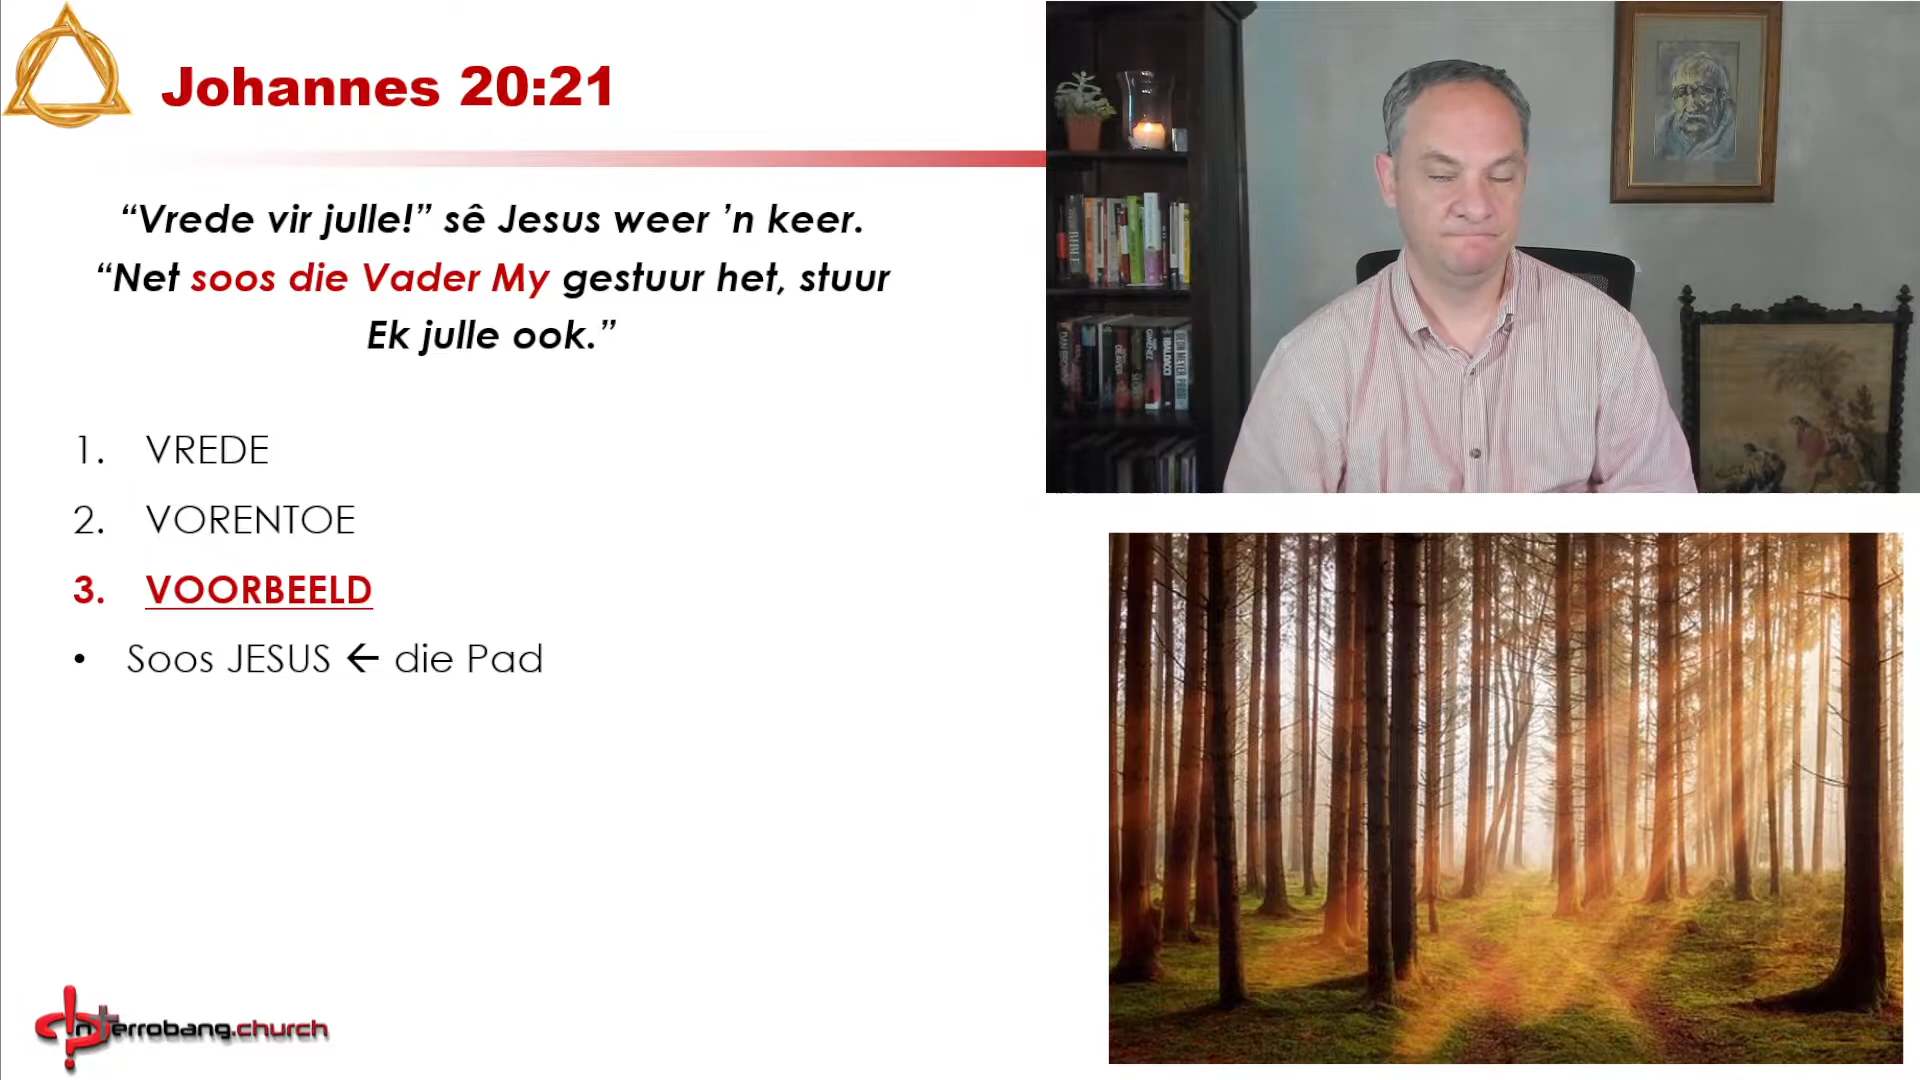 Johannes 20:21
“Vrede vir julle!” sê Jesus weer ’n keer.
“Net soos die Vader My gestuur het, stuur
Ek julle ook.”
1. VREDE
2. VORENTOE
3. VOORBEELD
• Soos JESUS ← die Pad
interrobang.church